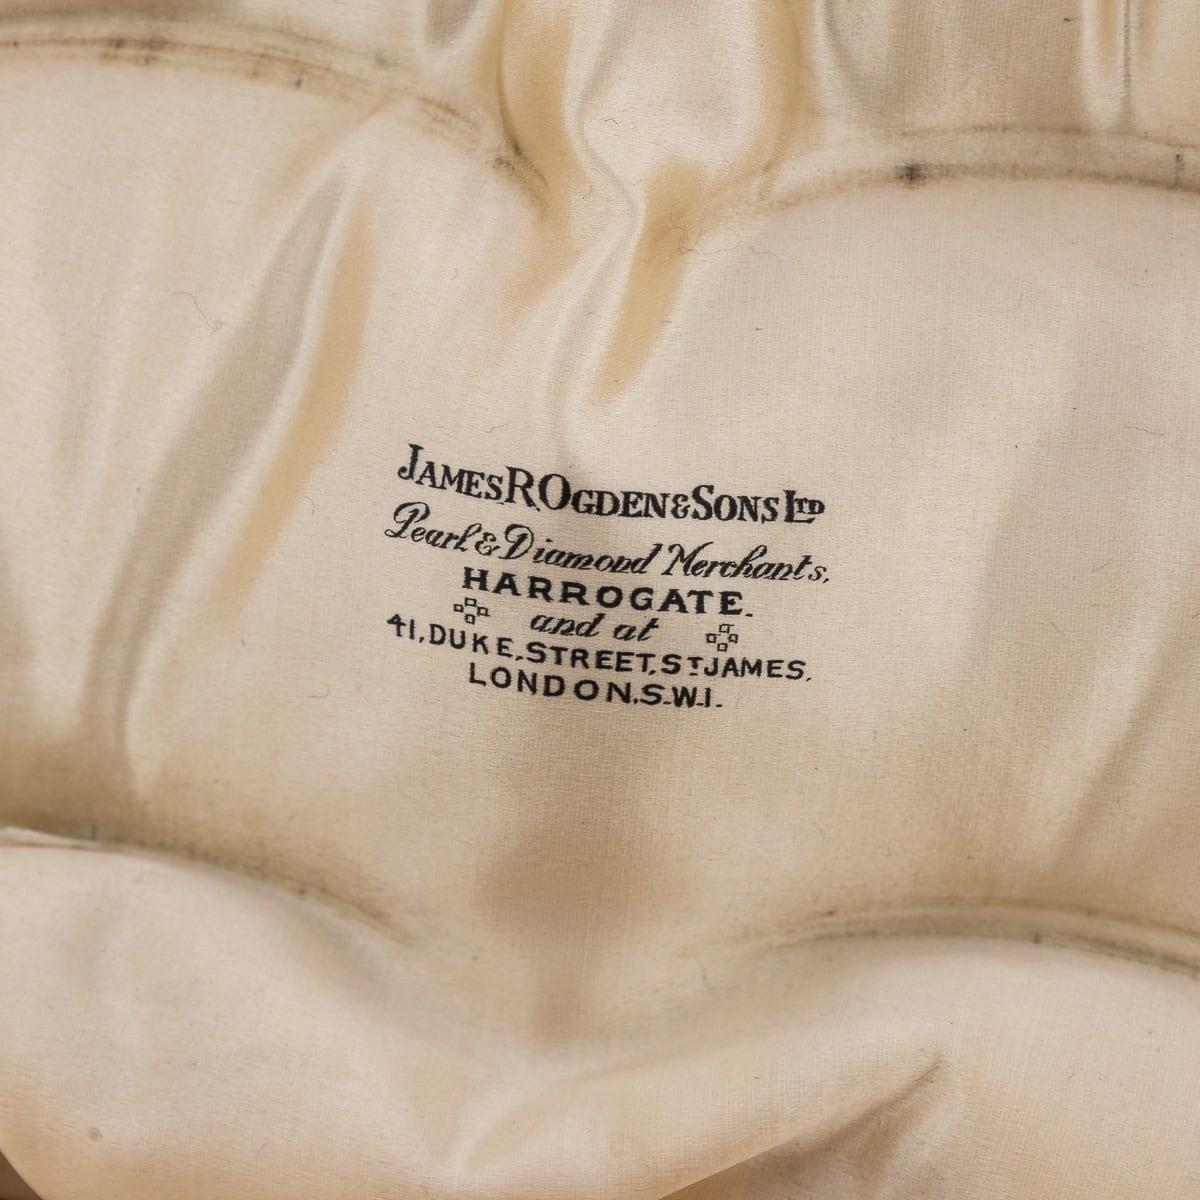 JAMES R OGDEN & SONS LTD
Pearl & Diamond Merchants,
HARROGATE.
and at
41, DUKE, STREET, ST JAMES,
LONDON, S.W.1.